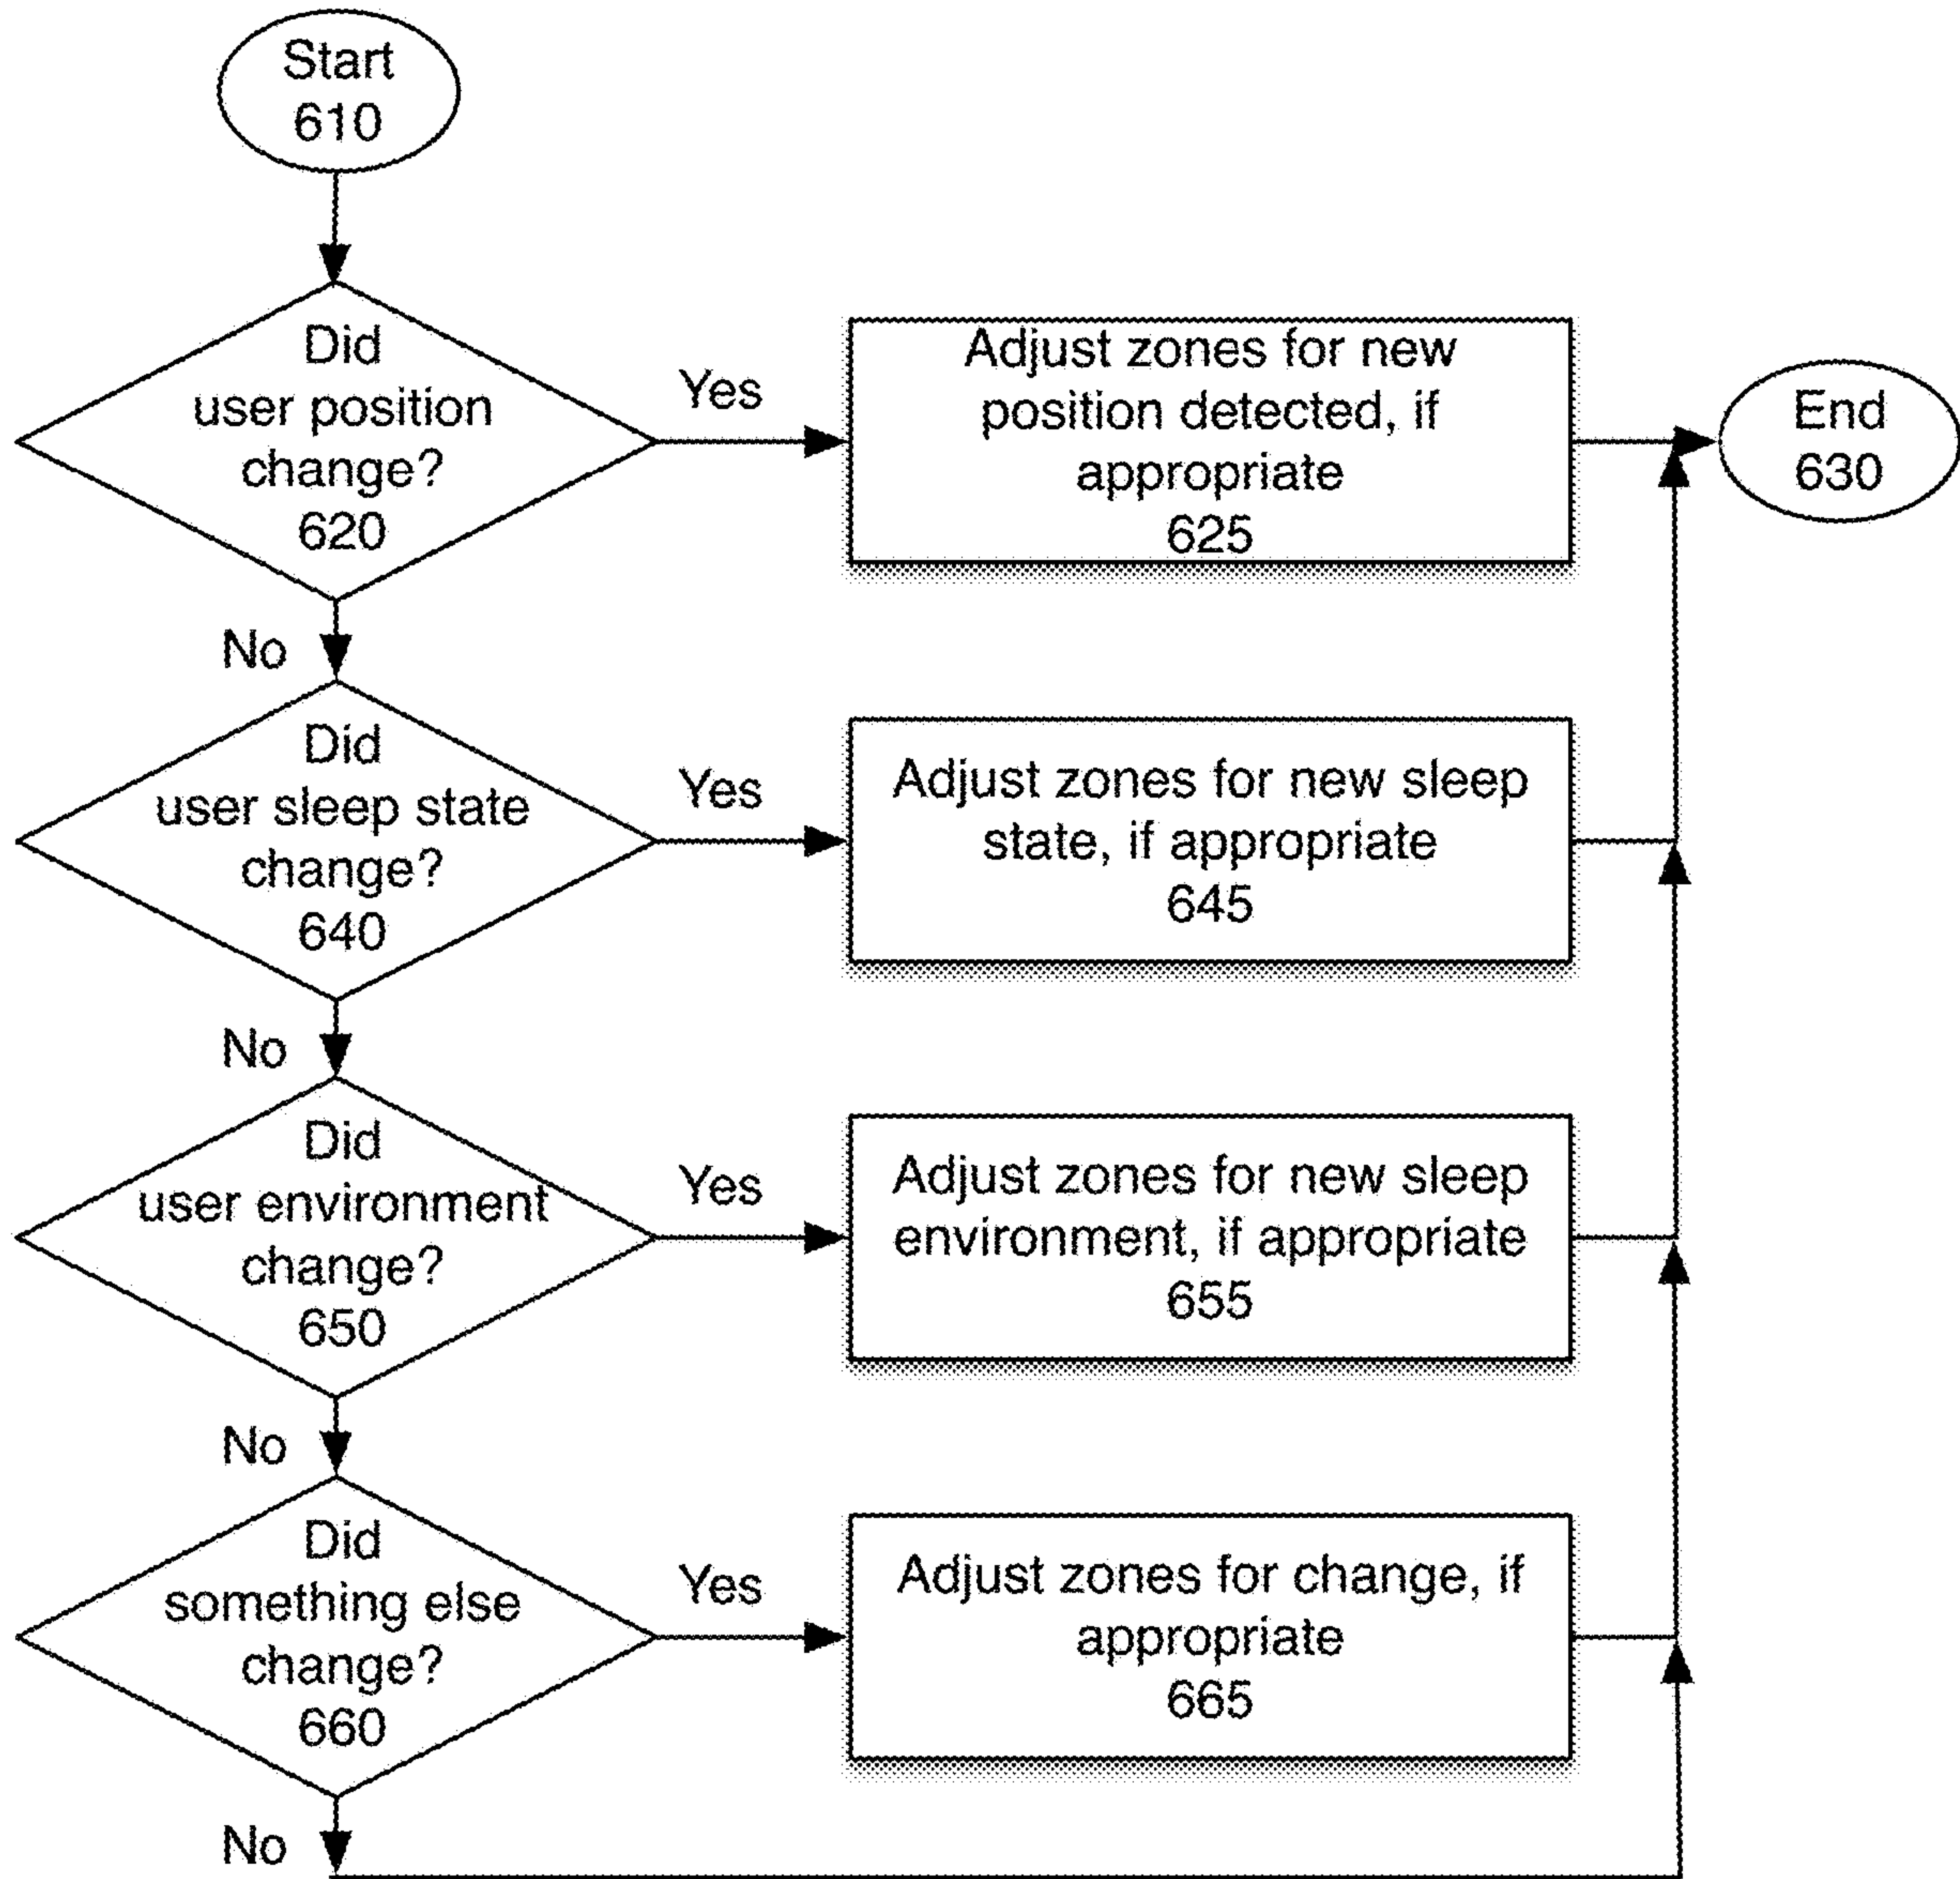 Start
610
Did
user position
change?
620
Yes
Adjust zones for new
position detected, if
appropriate
625
End
630
No
Did
user sleep state
change?
640
Yes
Adjust zones for new sleep
state, if appropriate
645
No
Did
user environment
change?
650
Yes
Adjust zones for new sleep
environment, if appropriate
655
No
Did
something else
change?
660
Yes
Adjust zones for change, if
appropriate
665
No